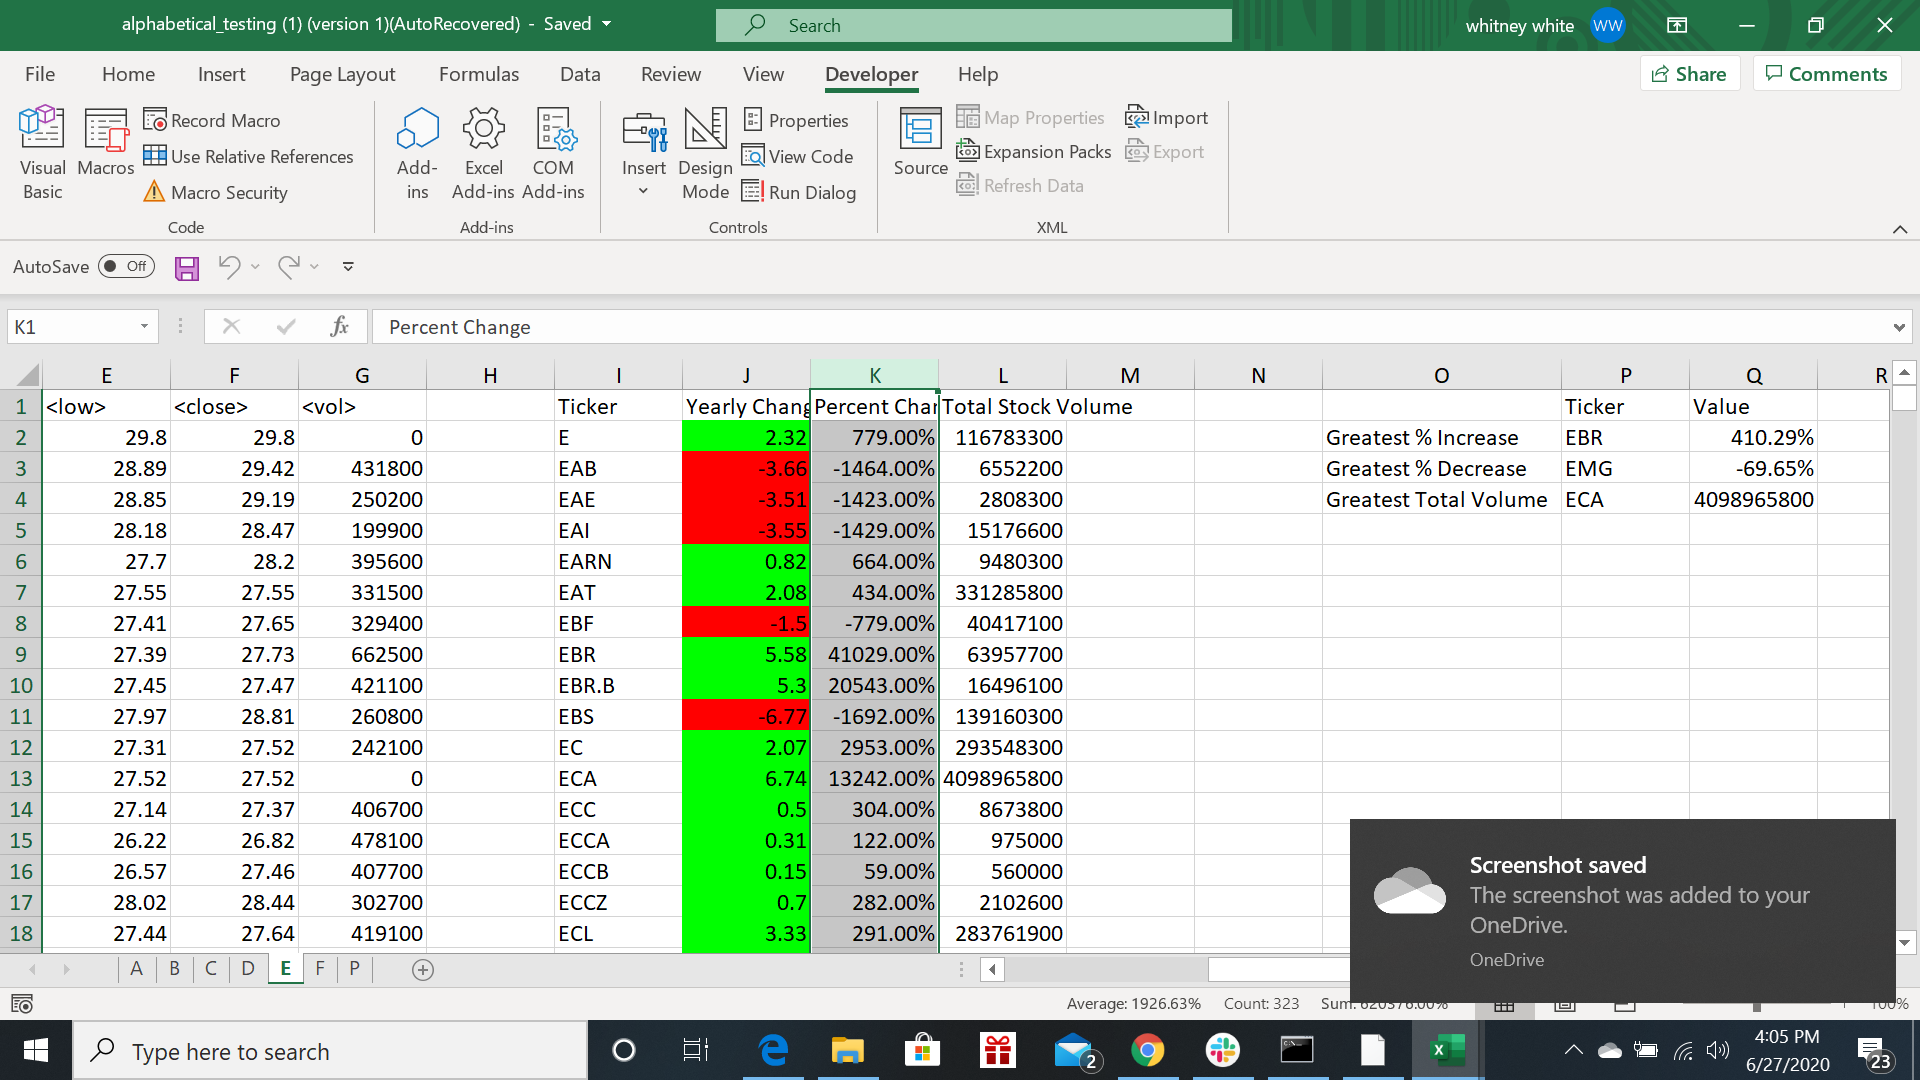 alphabetical_testing (1) (version 1)(AutoRecovered) - Saved
Search
whitney white WW
File Home Insert Page Layout Formulas Data Review View Developer Help Share Comments
Visual Basic
Macros
Record Macro
Use Relative References
Macro Security
Code
Add-ins
Excel Add-ins
COM Add-ins
Add-ins
Insert
Design Mode
Properties
View Code
Run Dialog
Controls
Source
Map Properties
Expansion Packs
Refresh Data
Import
Export
XML
AutoSave Off
K1 fx Percent Change
E F G H I J K L M N O P Q R
1 <low> <close> <vol> Ticker Yearly Chang Percent Char Total Stock Volume Ticker Value
2 29.8 29.8 0 E 2.32 779.00% 116783300 Greatest % Increase EBR 410.29%
3 28.89 29.42 431800 EAB -3.66 -1464.00% 6552200 Greatest % Decrease EMG -69.65%
4 28.85 29.19 250200 EAE -3.51 -1423.00% 2808300 Greatest Total Volume ECA 4098965800
5 28.18 28.47 199900 EAI -3.55 -1429.00% 15176600
6 27.7 28.2 395600 EARN 0.82 664.00% 9480300
7 27.55 27.55 331500 EAT 2.08 434.00% 331285800
8 27.41 27.65 329400 EBF -1.5 -779.00% 40417100
9 27.39 27.73 662500 EBR 5.58 41029.00% 63957700
10 27.45 27.47 421100 EBR.B 5.3 20543.00% 16496100
11 27.97 28.81 260800 EBS -6.77 -1692.00% 139160300
12 27.31 27.52 242100 EC 2.07 2953.00% 293548300
13 27.52 27.52 0 ECA 6.74 13242.00% 4098965800
14 27.14 27.37 406700 ECC 0.5 304.00% 8673800
15 26.22 26.82 478100 ECCA 0.31 122.00% 975000
16 26.57 27.46 407700 ECCB 0.15 59.00% 560000
17 28.02 28.44 302700 ECCZ 0.7 282.00% 2102600
18 27.44 27.64 419100 ECL 3.33 291.00% 283761900
Screenshot saved
The screenshot was added to your
OneDrive.
OneDrive
A B C D E F P
Average: 1926.63% Count: 323 Sum: 620376.00% 100%
Type here to search
2
4:05 PM
6/27/2020
23